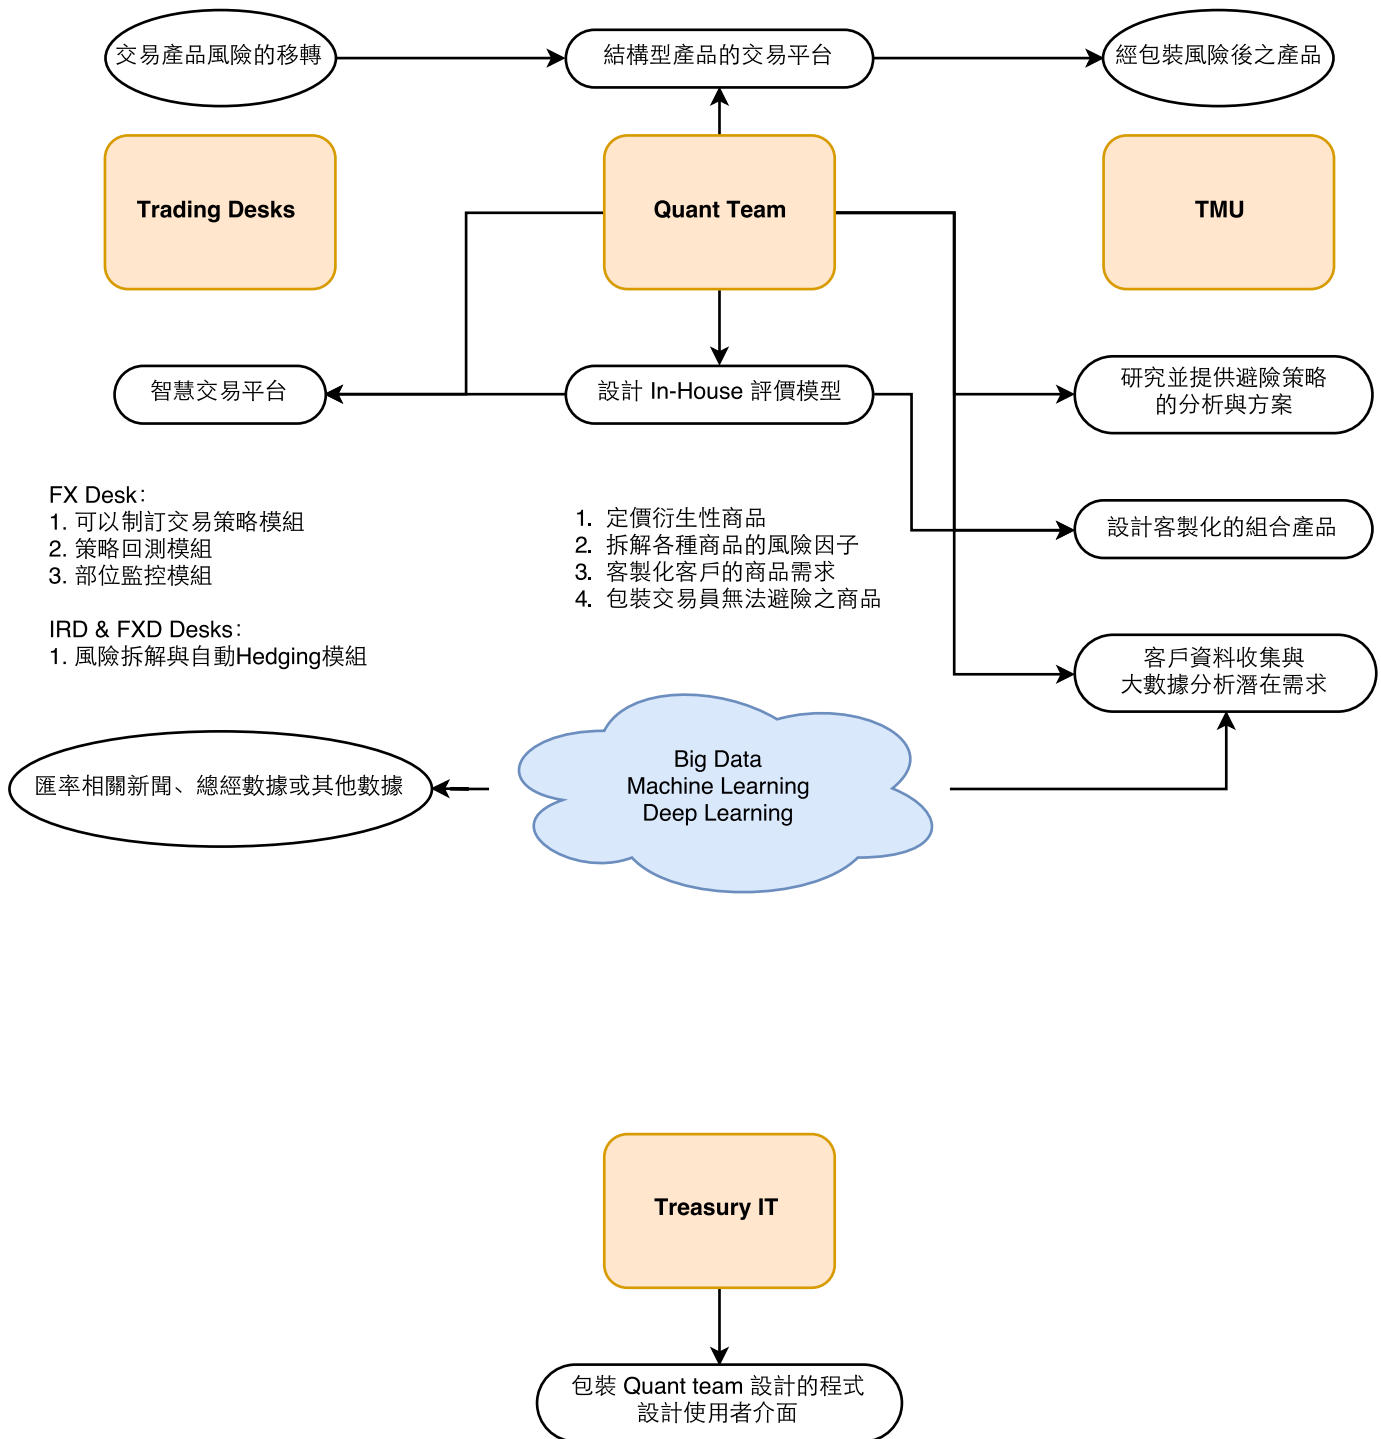 交易產品風險的移轉
結構型產品的交易平台
經包裝風險後之產品
Trading Desks
Quant Team
TMU
智慧交易平台
設計 In-House 評價模型
研究並提供避險策略
的分析與方案
設計客製化的組合產品
FX Desk：
1. 可以制訂交易策略模組
2. 策略回測模組
3. 部位監控模組
IRD & FXD Desks：
1. 風險拆解與自動Hedging模組
1. 定價衍生性商品
2. 拆解各種商品的風險因子
3. 客製化客戶的商品需求
4. 包裝交易員無法避險之商品
客戶資料收集與
大數據分析潛在需求
匯率相關新聞、總經數據或其他數據
Big Data
Machine Learning
Deep Learning
Treasury IT
包裝 Quant team 設計的程式
設計使用者介面